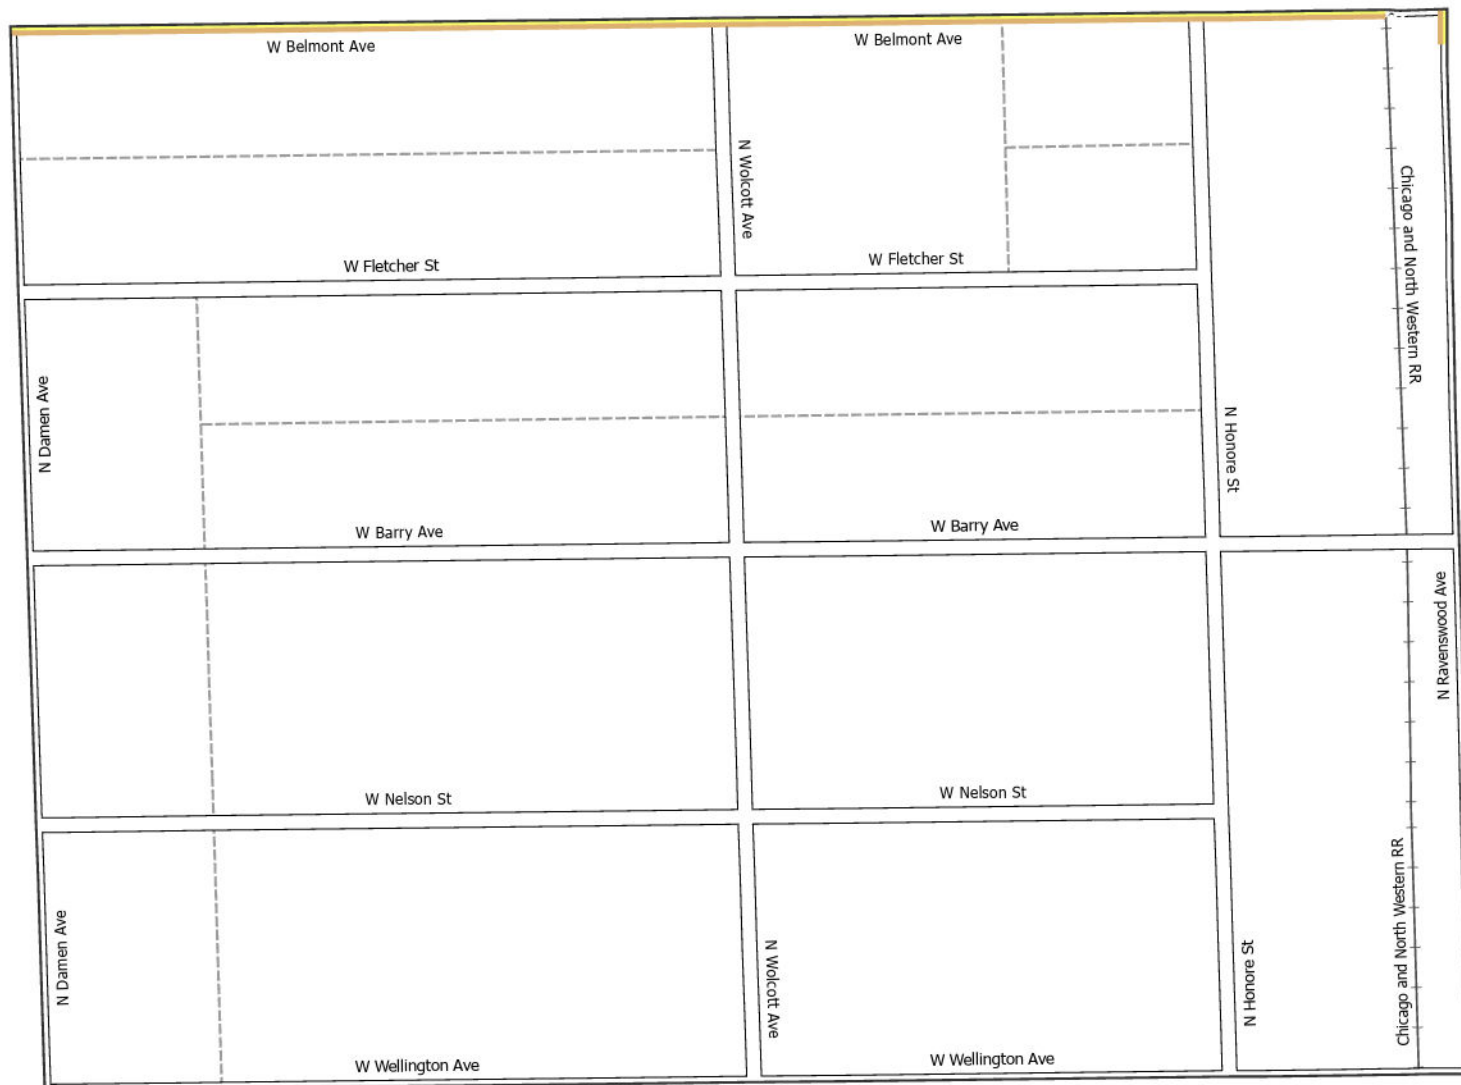 W Belmont Ave
W Belmont Ave
N Wolcott Ave
Chicago and North Western RR
W Fletcher St
W Fletcher St
N Damen Ave
N Honore St
W Barry Ave
W Barry Ave
N Ravenswood Ave
W Nelson St
W Nelson St
Chicago and North Western RR
N Damen Ave
N Wolcott Ave
N Honore St
W Wellington Ave
W Wellington Ave